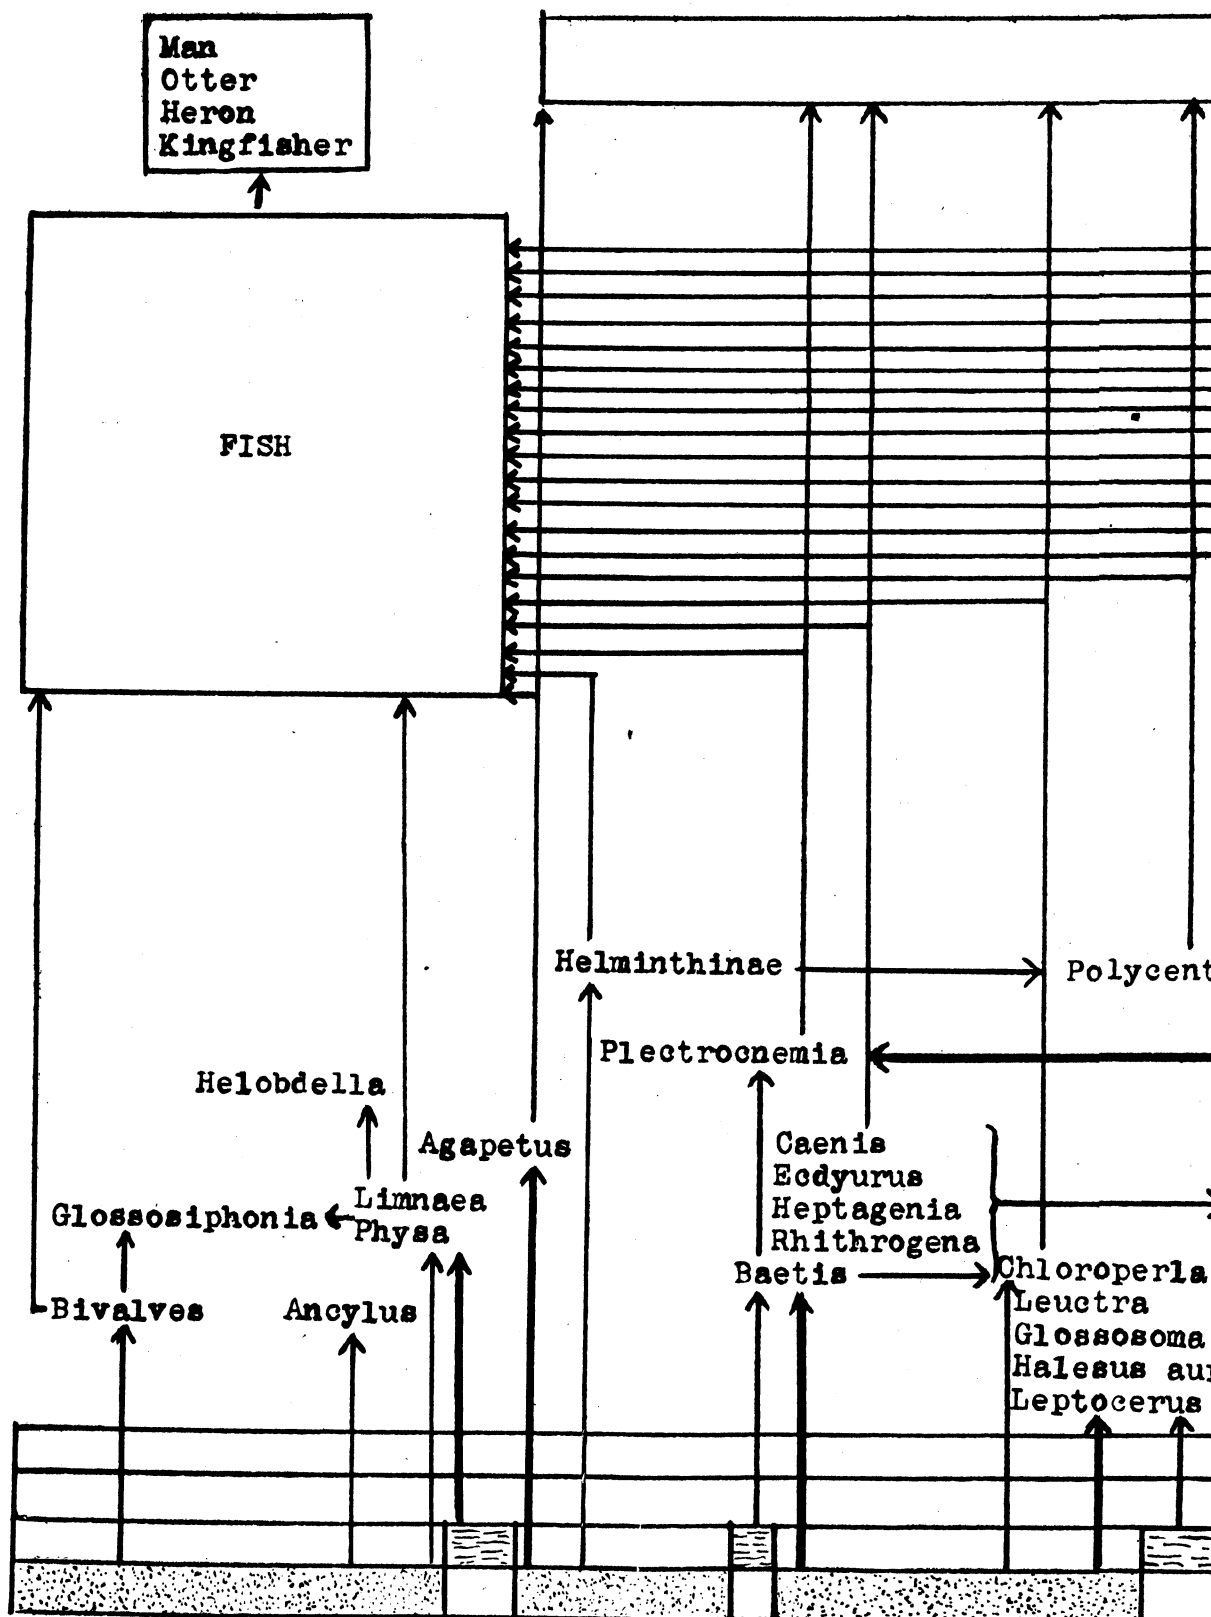 Man
Otter
Heron
Kingfisher
FISH
Helminthinae
Polycent
Plectrocnemia
Helobdella
Agapetus
Caenis
Ecdyurus
Heptagenia
Rhithrogena
Limnaea
Physa
Glossosiphonia
Baetis
Chloroperla
Leuctra
Glossosoma
Halesus aur
Leptocerus
Bivalves
Ancylus